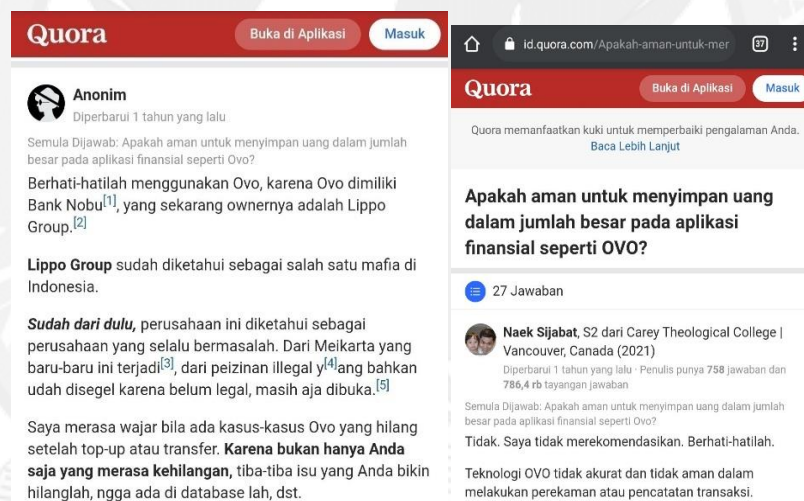 Quora
Buka di Aplikasi
Masuk
Anonim
Diperbarui 1 tahun yang lalu
Semula Dijawab: Apakah aman untuk menyimpan uang dalam jumlah
besar pada aplikasi finansial seperti Ovo?
Berhati-hatilah menggunakan Ovo, karena Ovo dimiliki
Bank Nobu[1], yang sekarang ownernya adalah Lippo
Group.[2]
Lippo Group sudah diketahui sebagai salah satu mafia di
Indonesia.
Sudah dari dulu, perusahaan ini diketahui sebagai
perusahaan yang selalu bermasalah. Dari Meikarta yang
baru-baru ini terjadi[3], dari peizinan illegal y[4]ang bahkan
udah disegel karena belum legal, masih aja dibuka.[5]
Saya merasa wajar bila ada kasus-kasus Ovo yang hilang
setelah top-up atau transfer. Karena bukan hanya Anda
saja yang merasa kehilangan, tiba-tiba isu yang Anda bikin
hilanglah, ngga ada di database lah, dst.
id.quora.com/Apakah-aman-untuk-mer
37
Quora
Buka di Aplikasi
Masuk
Quora memanfaatkan kuki untuk memperbaiki pengalaman Anda.
Baca Lebih Lanjut
Apakah aman untuk menyimpan uang
dalam jumlah besar pada aplikasi
finansial seperti OVO?
27 Jawaban
Naek Sijabat, S2 dari Carey Theological College |
Vancouver, Canada (2021)
Diperbarui 1 tahun yang lalu · Penulis punya 758 jawaban dan
786,4 rb tayangan jawaban
Semula Dijawab: Apakah aman untuk menyimpan uang dalam jumlah
besar pada aplikasi finansial seperti Ovo?
Tidak. Saya tidak merekomendasikan. Berhati-hatilah.
Teknologi OVO tidak akurat dan tidak aman dalam
melakukan perekaman atau pencatatan transaksi.